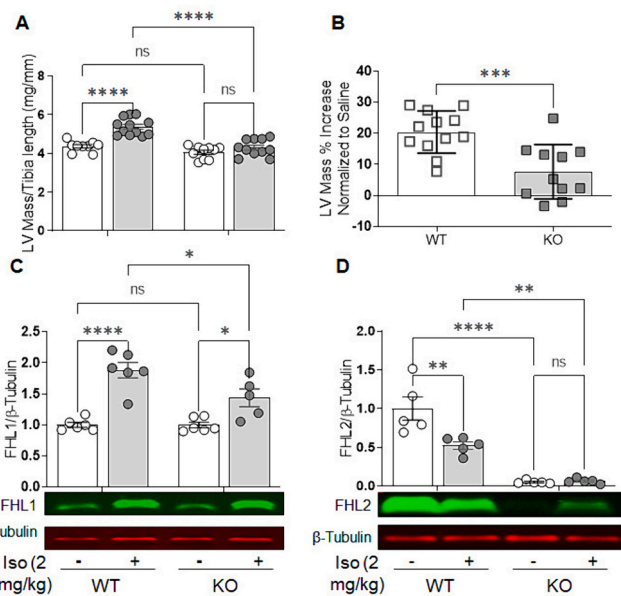 A
****
ns
****
ns
LV Mass/Tibia length (mg/mm)
8
6
4
2
0
B
***
LV Mass % Increase
Normalized to Saline
40
30
20
10
0
-10
WT KO
C
*
ns
****
*
FHL1/β-Tubulin
2.5
2.0
1.5
1.0
0.5
0.0
FHL1
ubulin
Iso (2 - + - +
mg/kg) WT KO
D
**
****
**
ns
FHL2/β-Tubulin
2.0
1.5
1.0
0.5
0.0
FHL2
β-Tubulin
Iso (2 - + - +
mg/kg) WT KO